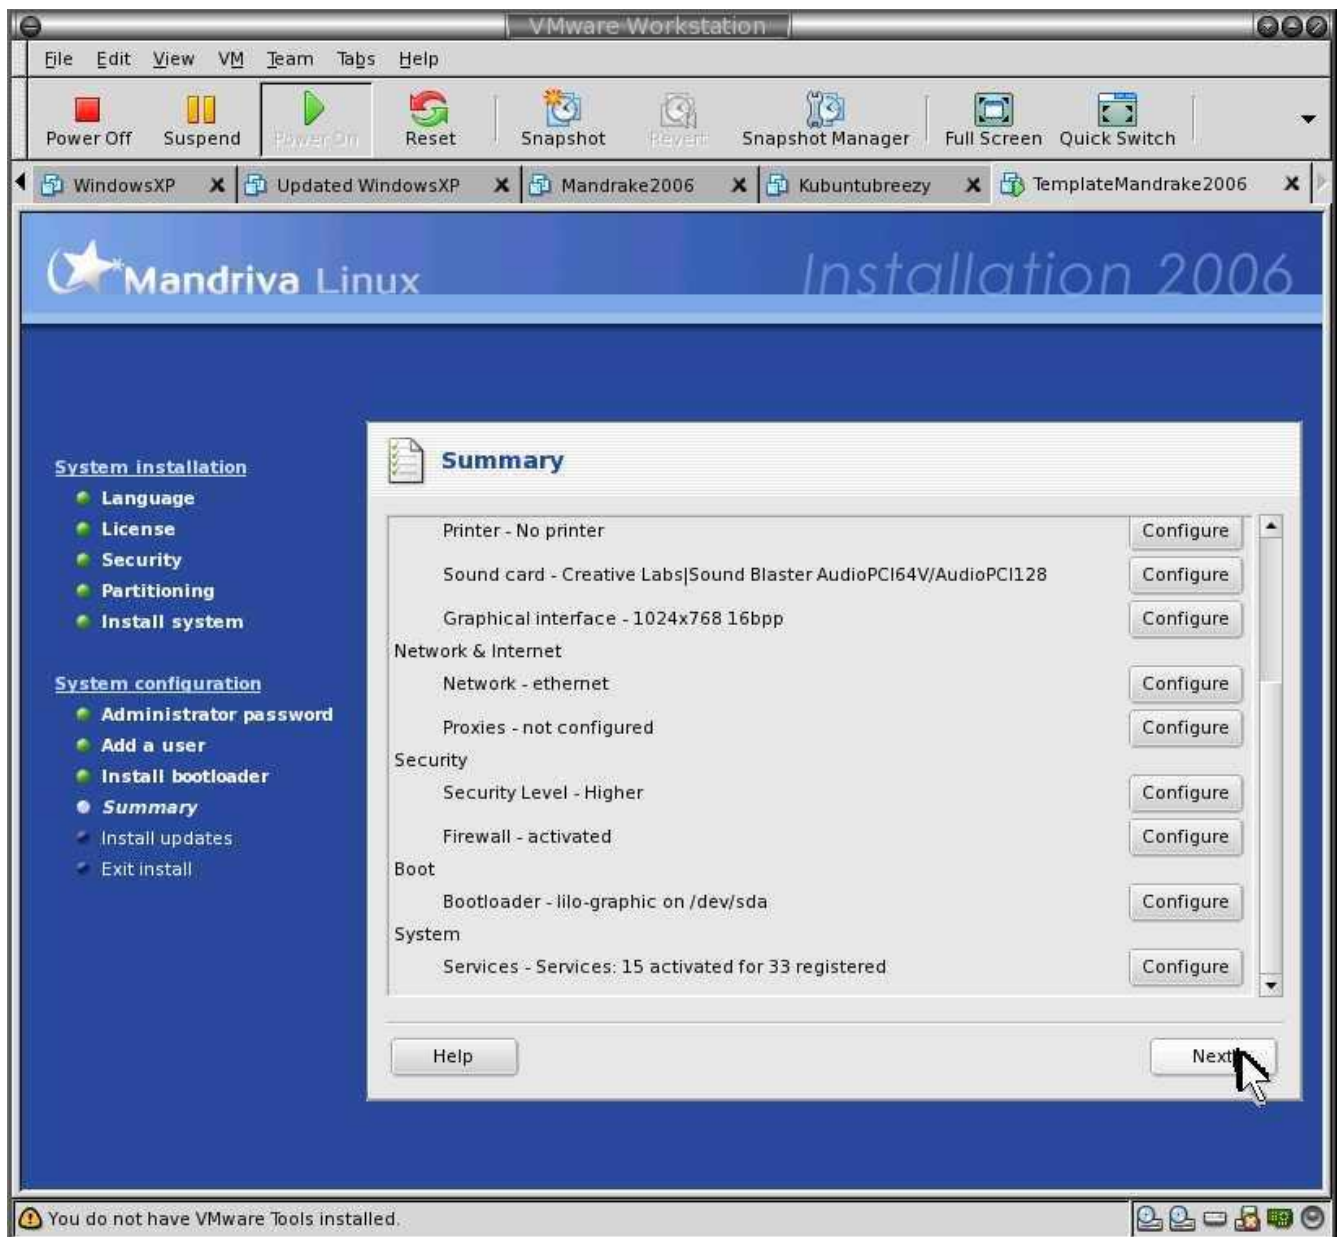 VMware Workstation
File Edit View VM Team Tabs Help
Power Off Suspend Power On Reset Snapshot Revert Snapshot Manager Full Screen Quick Switch
WindowsXP Updated WindowsXP Mandrake2006 Kubuntubreezy TemplateMandrake2006
Mandriva Linux Installation 2006
System installation
Language
License
Security
Partitioning
Install system
System configuration
Administrator password
Add a user
Install bootloader
Summary
Install updates
Exit install
Summary
Printer - No printer Configure
Sound card - Creative Labs|Sound Blaster AudioPCI64V/AudioPCI128 Configure
Graphical interface - 1024x768 16bpp Configure
Network & Internet
Network - ethernet Configure
Proxies - not configured Configure
Security
Security Level - Higher Configure
Firewall - activated Configure
Boot
Bootloader - lilo-graphic on /dev/sda Configure
System
Services - Services: 15 activated for 33 registered Configure
Help Next
You do not have VMware Tools installed.